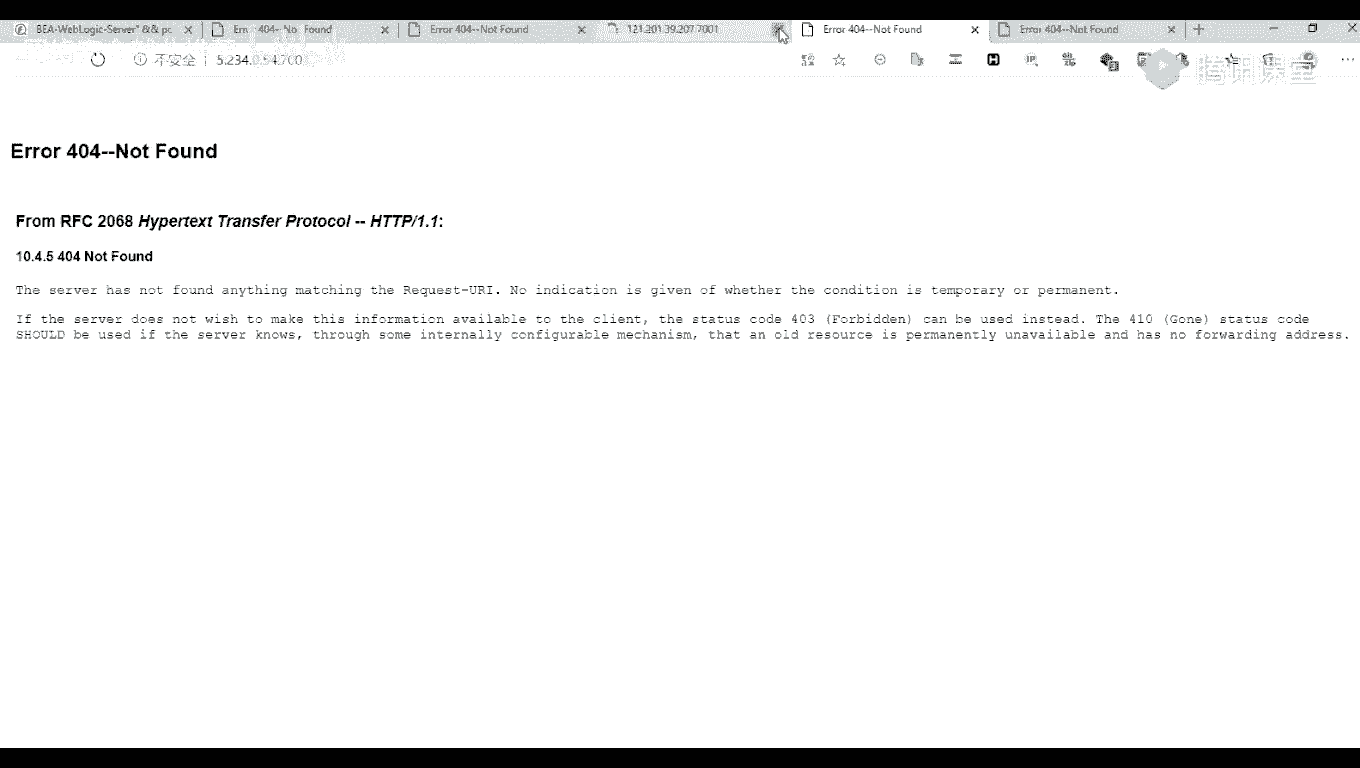 BEA-WebLogic-Server" && pc
Error 404--No Found
Error 404--Not Found
121.201.39.207:7001
Error 404--Not Found
Error 404--Not Found
不安全
腾讯课堂
Error 404--Not Found
From RFC 2068 Hypertext Transfer Protocol -- HTTP/1.1:
10.4.5 404 Not Found
The server has not found anything matching the Request-URI. No indication is given of whether the condition is temporary or permanent.
If the server does not wish to make this information available to the client, the status code 403 (Forbidden) can be used instead. The 410 (Gone) status code
SHOULD be used if the server knows, through some internally configurable mechanism, that an old resource is permanently unavailable and has no forwarding address.